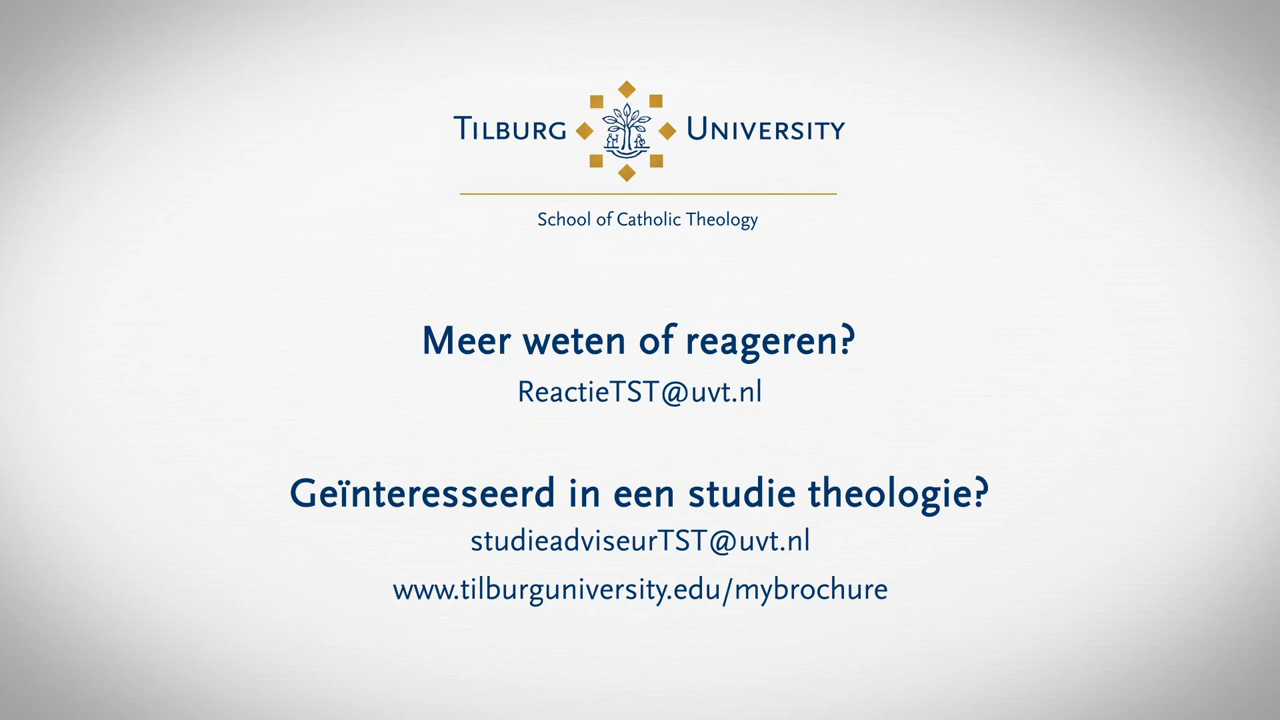 Tilburg University
School of Catholic Theology
Meer weten of reageren?
ReactieTST@uvt.nl
Geïnteresseerd in een studie theologie?
studieadviseurTST@uvt.nl
www.tilburguniversity.edu/mybrochure